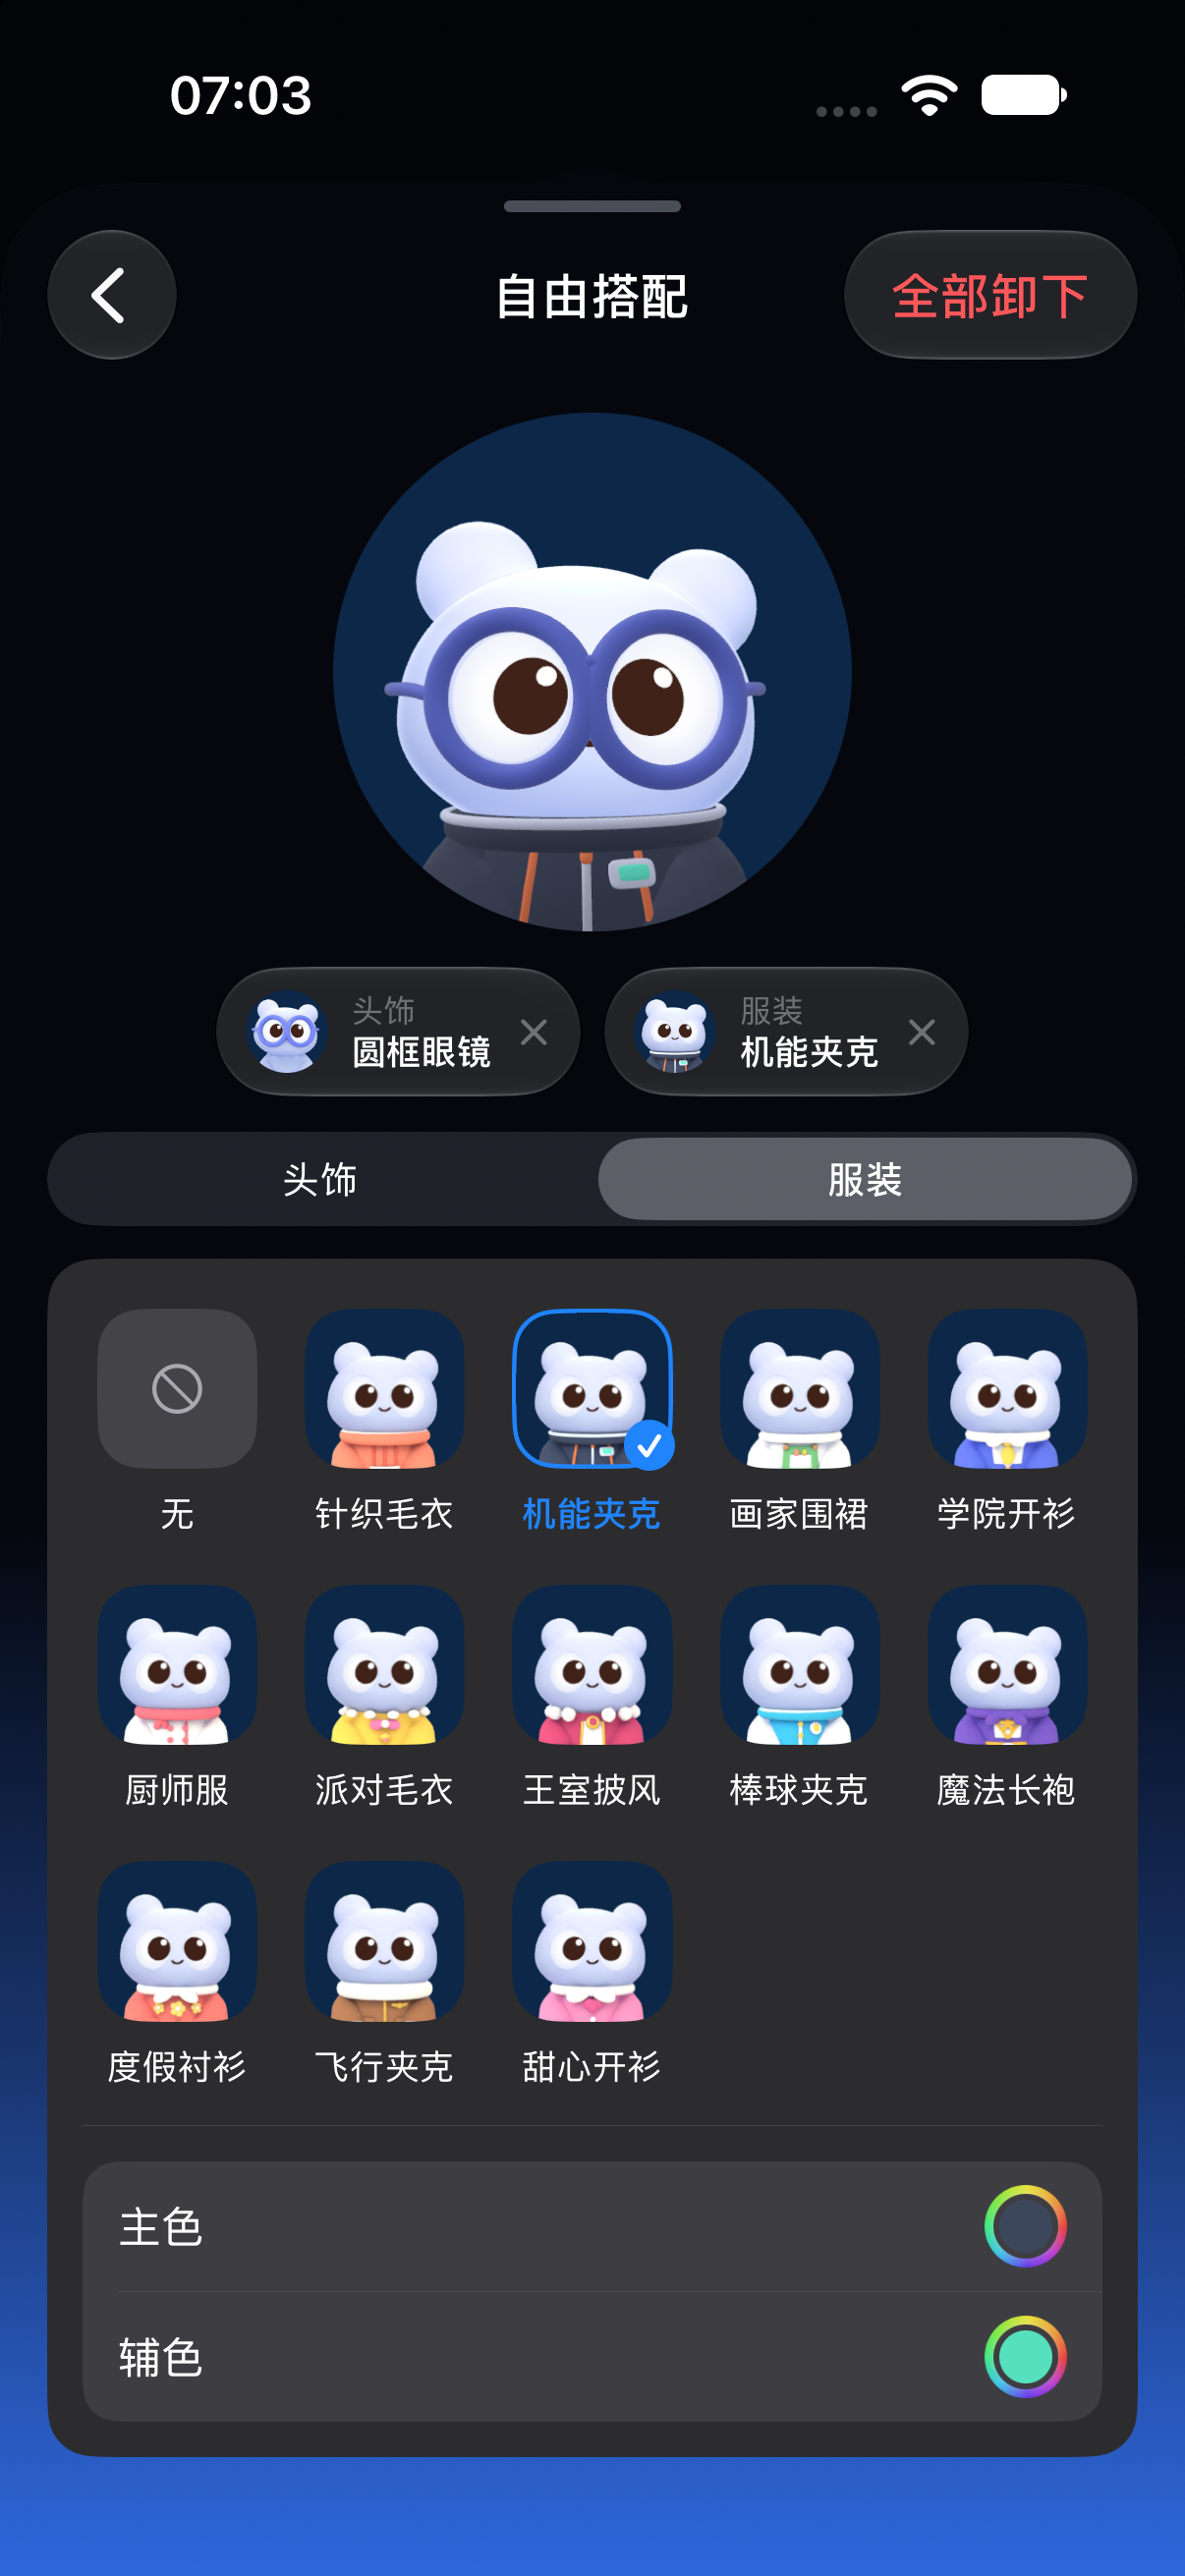 07:03
自由搭配
全部卸下
头饰
圆框眼镜
服装
机能夹克
头饰
服装
无
针织毛衣
机能夹克
画家围裙
学院开衫
厨师服
派对毛衣
王室披风
棒球夹克
魔法长袍
度假衬衫
飞行夹克
甜心开衫
主色
辅色